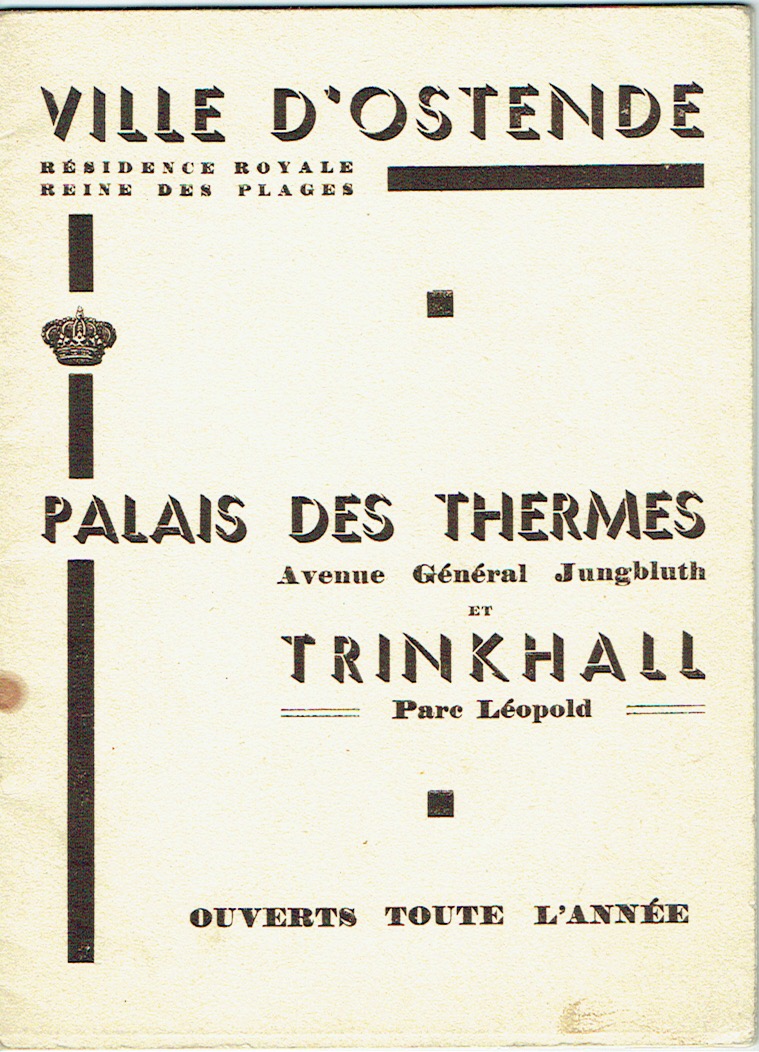 VILLE D'OSTENDE
RÉSIDENCE ROYALE
REINE DES PLAGES
PALAIS DES THERMES
Avenue Général Jungbluth
ET
TRINKHALL
Parc Léopold
OUVERTS TOUTE L'ANNÉE